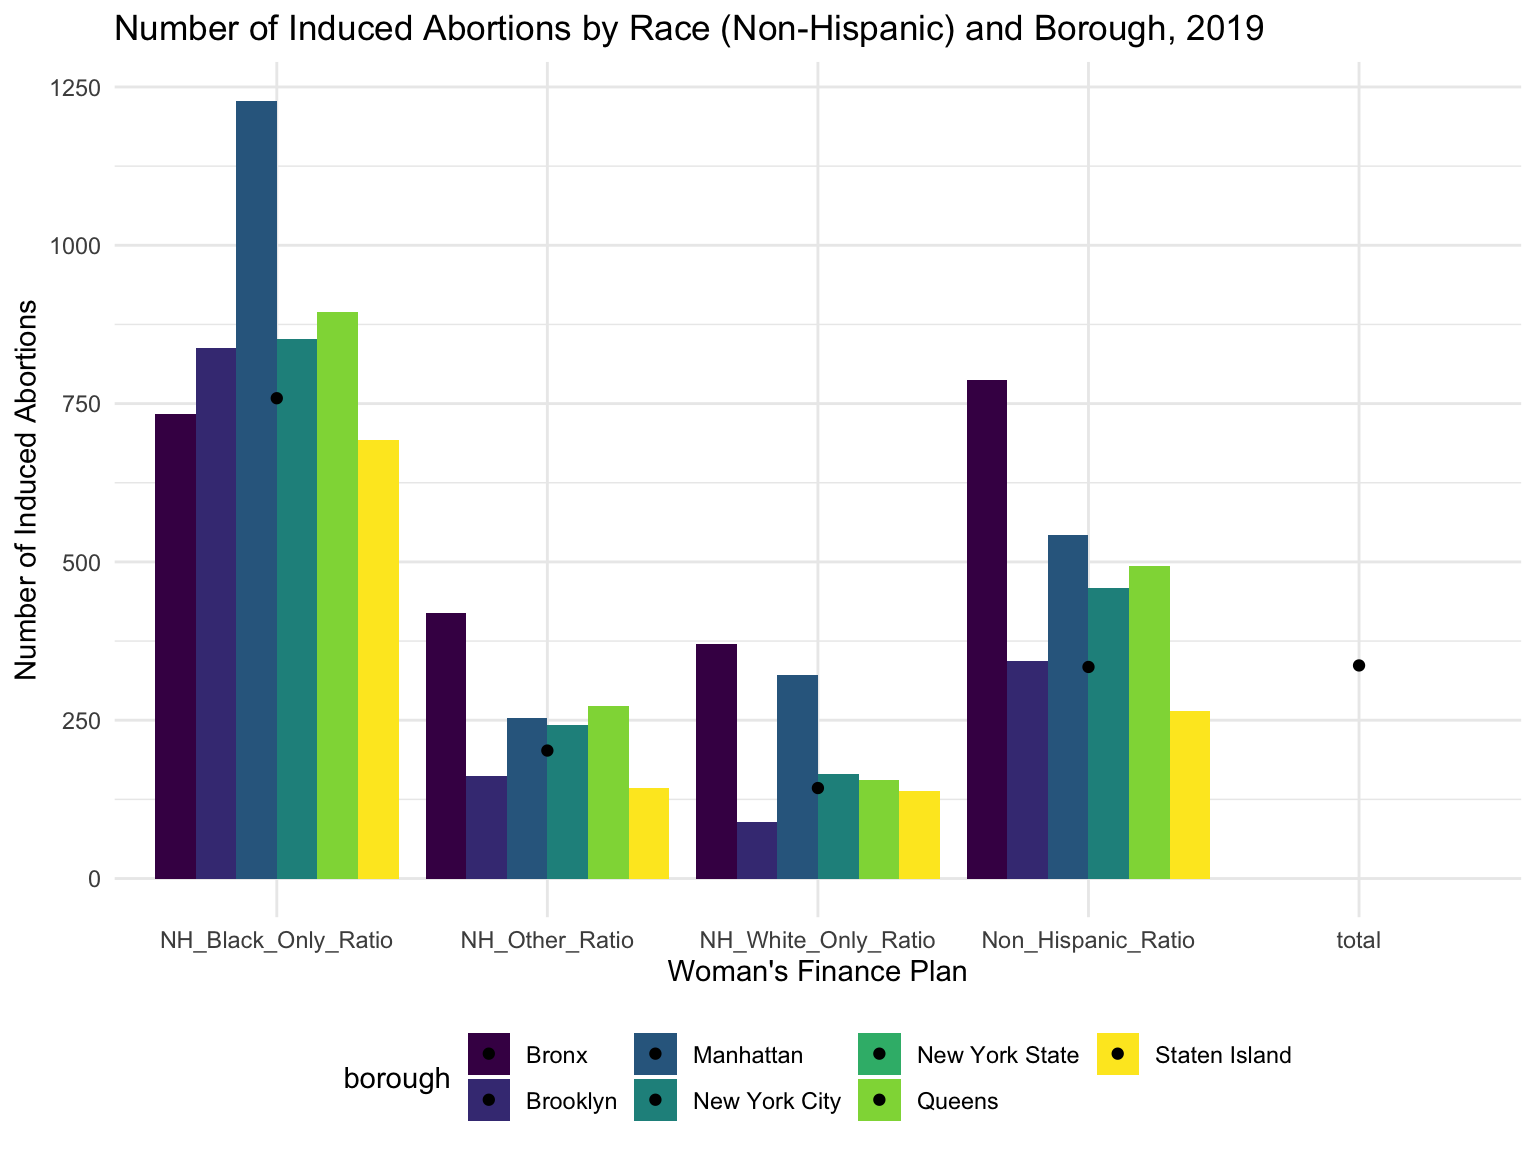 Number of Induced Abortions by Race (Non-Hispanic) and Borough, 2019
Number of Induced Abortions
1250
1000
750
500
250
0
NH_Black_Only_Ratio NH_Other_Ratio NH_White_Only_Ratio Non_Hispanic_Ratio total
Woman's Finance Plan
borough
Bronx Manhattan New York State Staten Island
Brooklyn New York City Queens